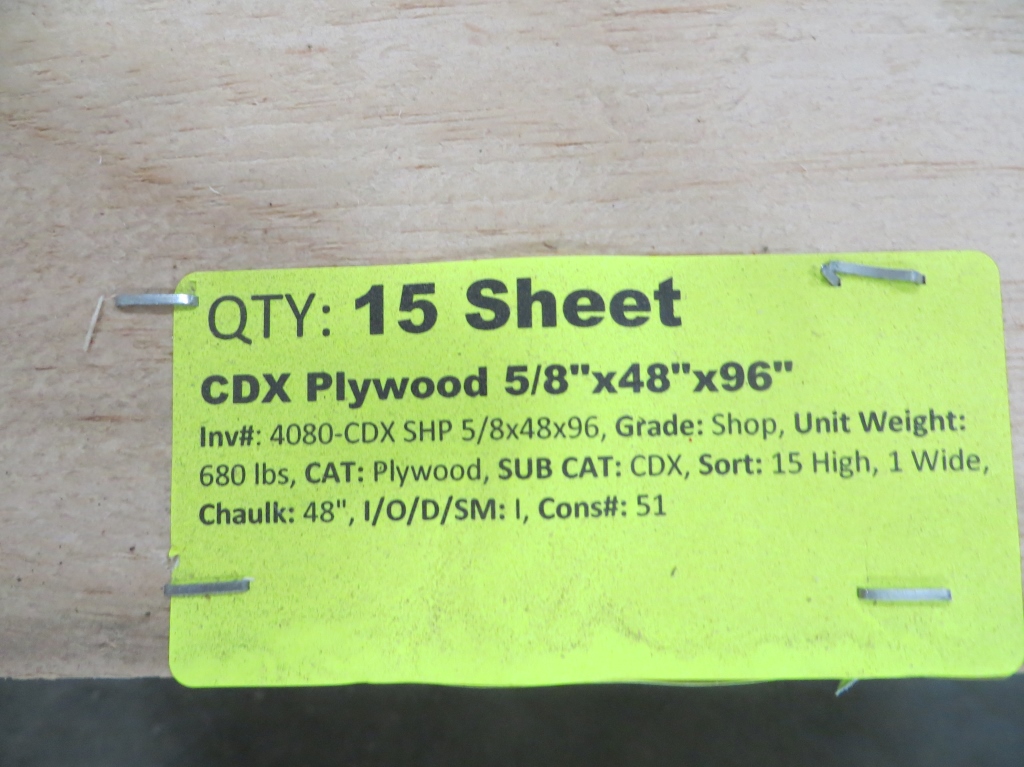 QTY: 15 Sheet
CDX Plywood 5/8"x48"x96"
Inv#: 4080-CDX SHP 5/8x48x96, Grade: Shop, Unit Weight:
680 lbs, CAT: Plywood, SUB CAT: CDX, Sort: 15 High, 1 Wide,
Chaulk: 48", I/O/D/SM: I, Cons#: 51